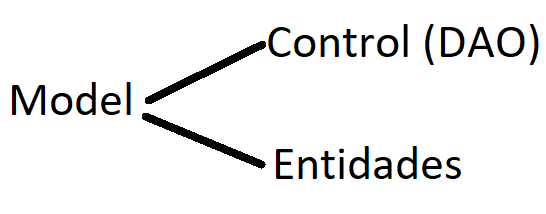 Control (DAO)
Model
Entidades